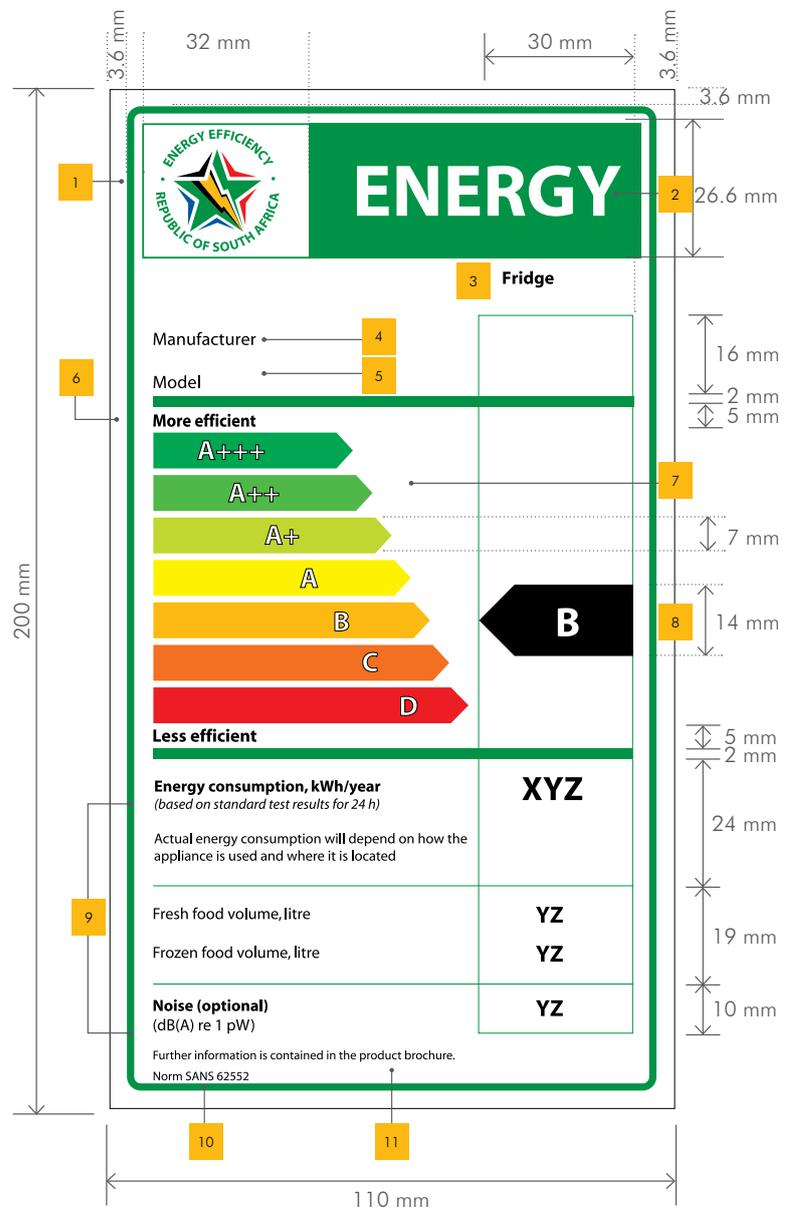 3.6 mm
32 mm
30 mm
3.6 mm
3.6 mm
ENERGY EFFICIENCY
REPUBLIC OF SOUTH AFRICA
ENERGY
1
2
26.6 mm
3
Fridge
Manufacturer
4
16 mm
Model
5
6
2 mm
More efficient
5 mm
A+++
A++
7
A+
7 mm
A
B
B
8
14 mm
200 mm
C
D
Less efficient
5 mm
2 mm
Energy consumption, kWh/year
XYZ
(based on standard test results for 24 h)
24 mm
Actual energy consumption will depend on how the
appliance is used and where it is located
9
Fresh food volume, litre
YZ
19 mm
Frozen food volume, litre
YZ
Noise (optional)
YZ
10 mm
(dB(A) re 1 pW)
Further information is contained in the product brochure.
Norm SANS 62552
10
11
110 mm